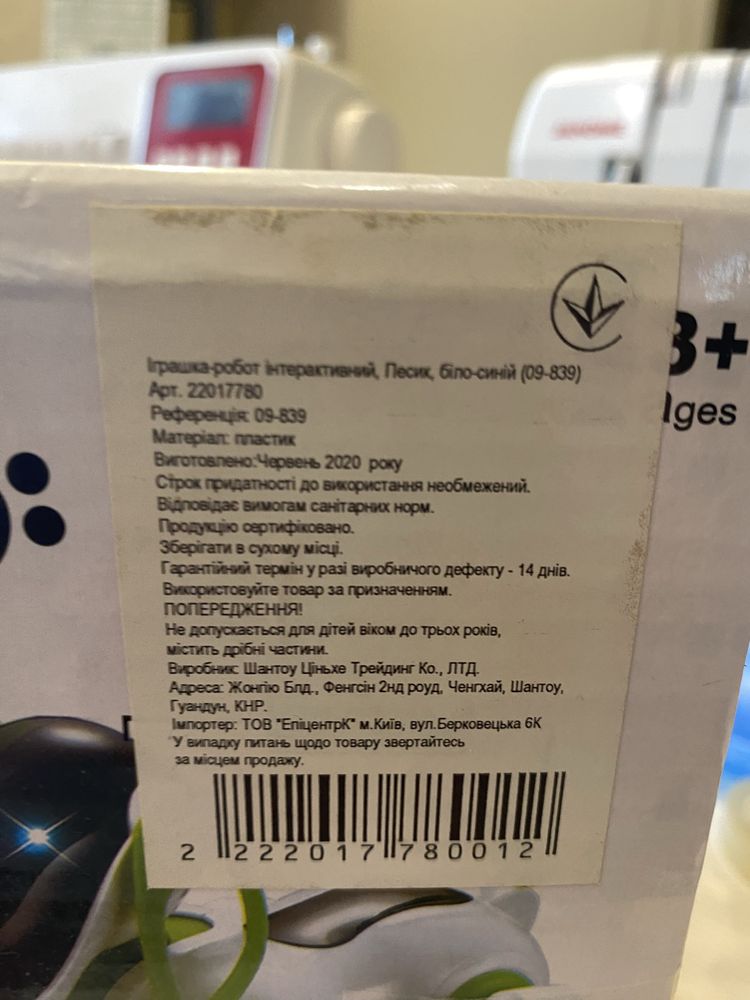 3+
Ages
Іграшка-робот інтерактивний, Песик, біло-синій (09-839)
Арт. 22017780
Референція: 09-839
Матеріал: пластик
Виготовлено:Червень 2020 року
Строк придатності до використання необмежений.
Відповідає вимогам санітарних норм.
Продукцію сертифіковано.
Зберігати в сухому місці.
Гарантійний термін у разі виробничого дефекту - 14 днів.
Використовуйте товар за призначенням.
ПОПЕРЕДЖЕННЯ!
Не допускається для дітей віком до трьох років,
містить дрібні частини.
Виробник: Шантоу Ціньхе Трейдинг Ко., ЛТД.
Адреса: Жонгію Блд., Фенгсін 2нд роуд, Ченгхай, Шантоу,
Гуандун, КНР.
Імпортер: ТОВ "ЕпіцентрК" м.Київ, вул.Берковецька 6К
*У випадку питань щодо товару звертайтесь
за місцем продажу.
2 222017 780012